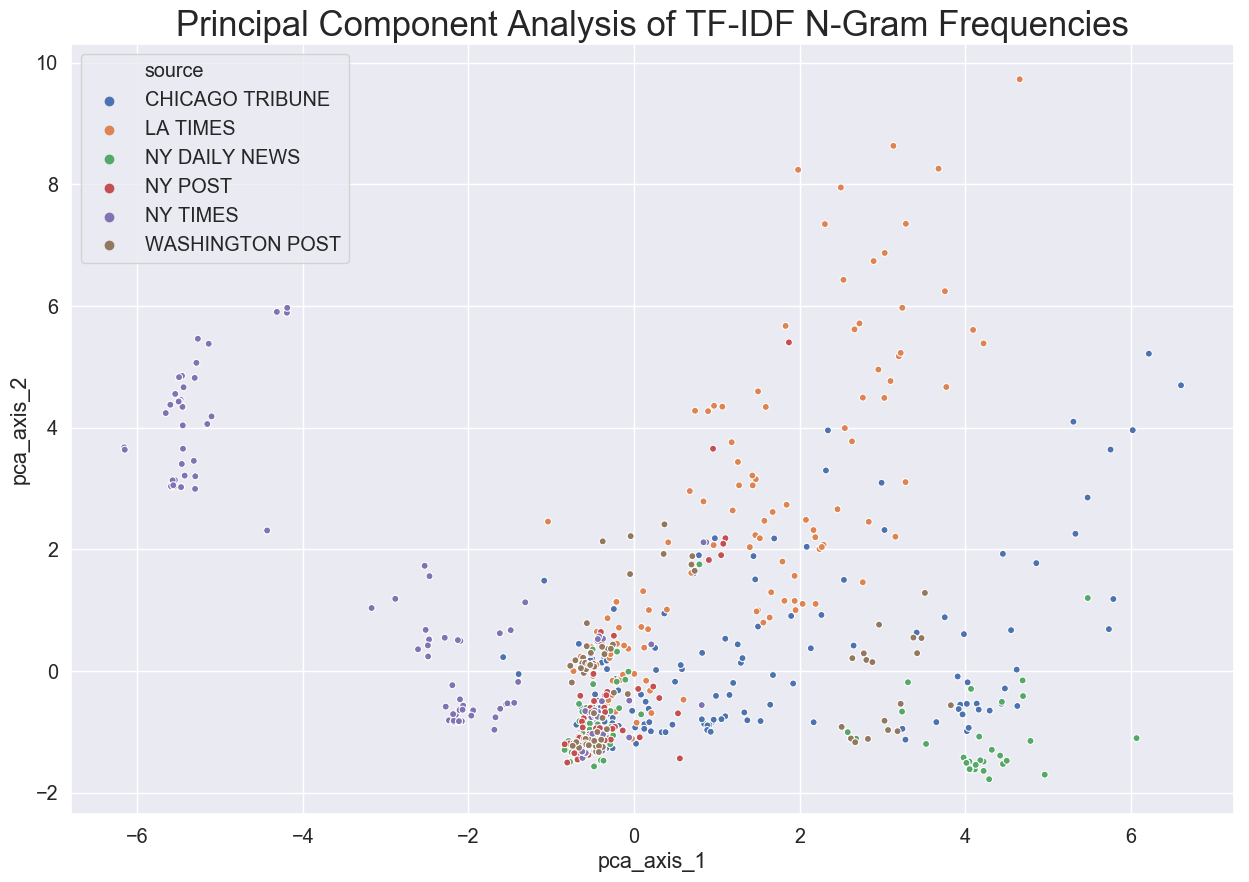 Principal Component Analysis of TF-IDF N-Gram Frequencies
source
CHICAGO TRIBUNE
LA TIMES
NY DAILY NEWS
NY POST
NY TIMES
WASHINGTON POST
10
8
6
4
2
0
−2
pca_axis_2
−6 −4 −2 0 2 4 6
pca_axis_1